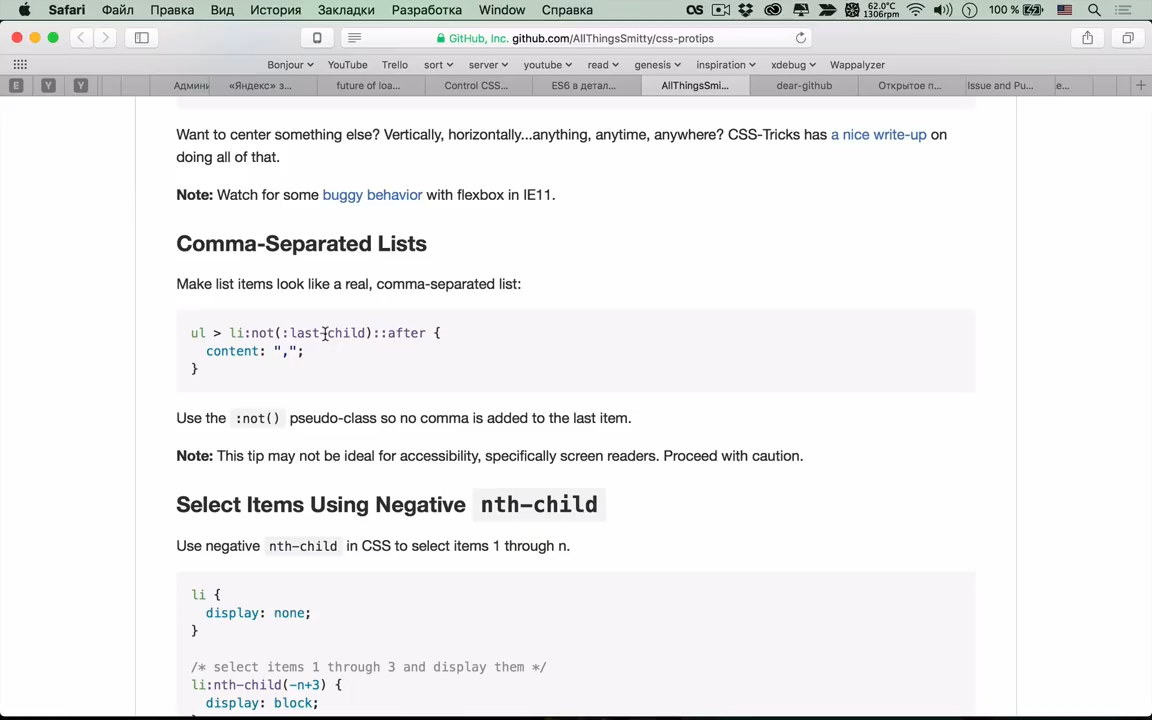 Safari Файл Правка Вид История Закладки Разработка Window Справка 62.0°C 1306rpm 100 %
GitHub, Inc. github.com/AllThingsSmitty/css-protips
Bonjour YouTube Trello sort server youtube read genesis inspiration xdebug Wappalyzer
E Y Y Админи «Яндекс» з... future of loa... Control CSS... ES6 в детал... AllThingsSmi... dear-github Открытое п... Issue and Pu... e...
Want to center something else? Vertically, horizontally...anything, anytime, anywhere? CSS-Tricks has a nice write-up on
doing all of that.
Note: Watch for some buggy behavior with flexbox in IE11.
Comma-Separated Lists
Make list items look like a real, comma-separated list:
ul > li:not(:last-child)::after {
content: ",";
}
Use the :not() pseudo-class so no comma is added to the last item.
Note: This tip may not be ideal for accessibility, specifically screen readers. Proceed with caution.
Select Items Using Negative nth-child
Use negative nth-child in CSS to select items 1 through n.
li {
display: none;
}
/* select items 1 through 3 and display them */
li:nth-child(-n+3) {
display: block;